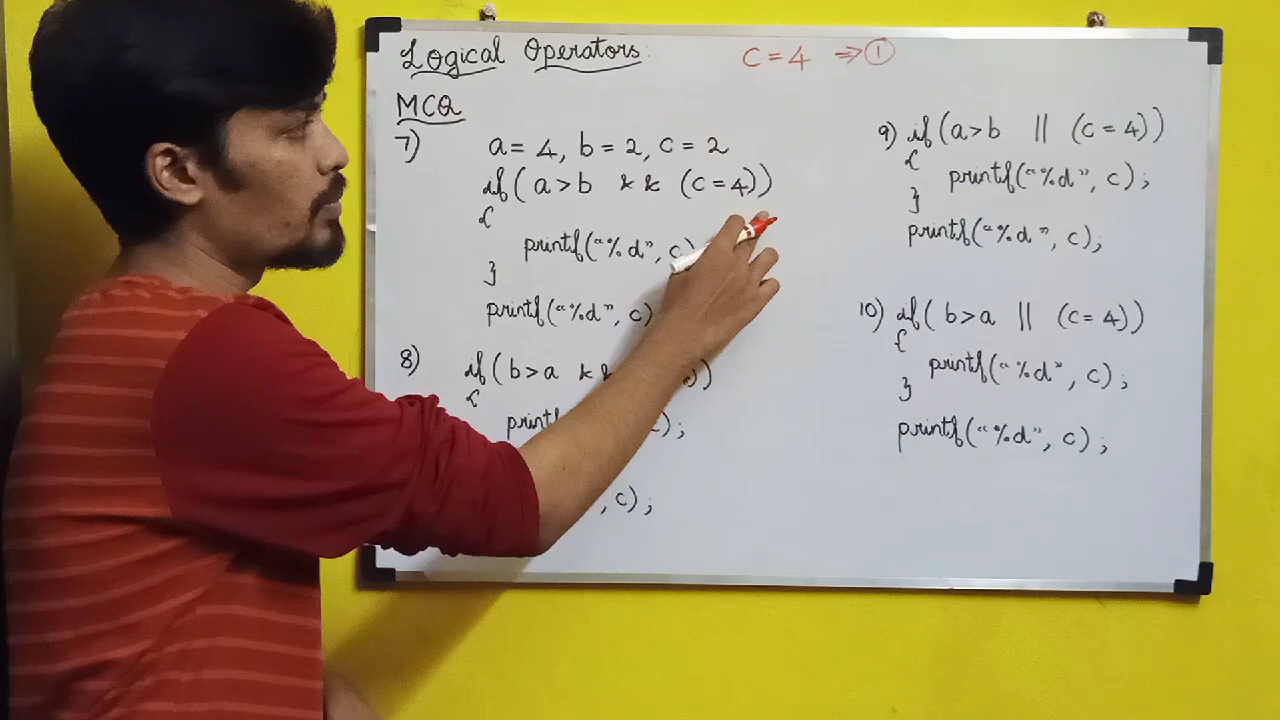 Logical Operators:
C = 4 => ①
MCQ
7) a = 4, b = 2, c = 2
if( a > b && (c = 4))
{
printf("%d", c)
}
printf("%d", c)
8) if( b > a &
{
print
;
, c) ;
9) if (a > b || (c = 4))
{
printf("%d", c);
}
printf("%d", c);
10) if( b > a || (c = 4))
{
printf("%d", c);
}
printf("%d", c);